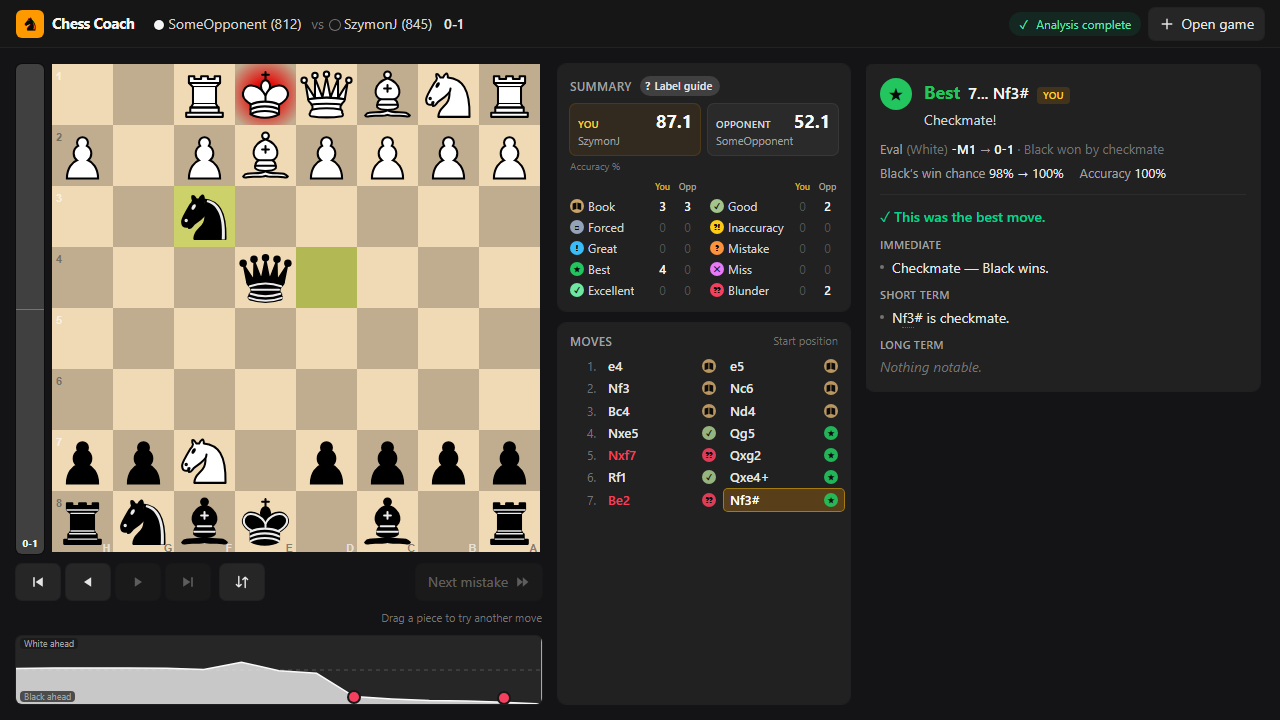 Chess Coach SomeOpponent (812) vs SzymonJ (845) 0-1
✓ Analysis complete
+ Open game
1
2
3
4
5
6
7
8
H G F E D C B A
0-1
Next mistake
Drag a piece to try another move
White ahead
Black ahead
SUMMARY ? Label guide
YOU 87.1
SzymonJ
OPPONENT 52.1
SomeOpponent
Accuracy %
You Opp You Opp
Book 3 3 Good 0 2
Forced 0 0 Inaccuracy 0 0
Great 0 0 Mistake 0 0
Best 4 0 Miss 0 0
Excellent 0 0 Blunder 0 2
MOVES Start position
1. e4 e5
2. Nf3 Nc6
3. Bc4 Nd4
4. Nxe5 Qg5
5. Nxf7 Qxg2
6. Rf1 Qxe4+
7. Be2 Nf3#
Best 7... Nf3# YOU
Checkmate!
Eval (White) -M1 → 0-1 · Black won by checkmate
Black's win chance 98% → 100% Accuracy 100%
✓ This was the best move.
IMMEDIATE
• Checkmate — Black wins.
SHORT TERM
• Nf3# is checkmate.
LONG TERM
Nothing notable.